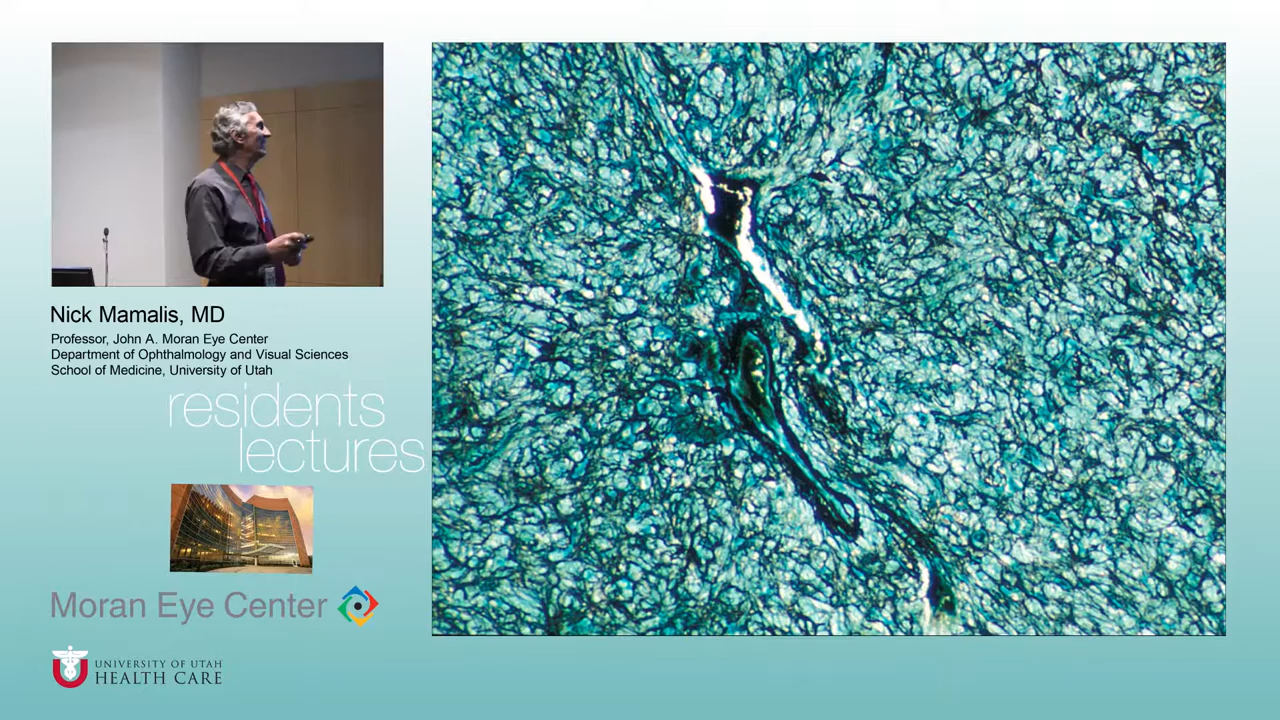 Nick Mamalis, MD
Professor, John A. Moran Eye Center
Department of Ophthalmology and Visual Sciences
School of Medicine, University of Utah
residents
lectures
Moran Eye Center
UNIVERSITY OF UTAH
HEALTH CARE